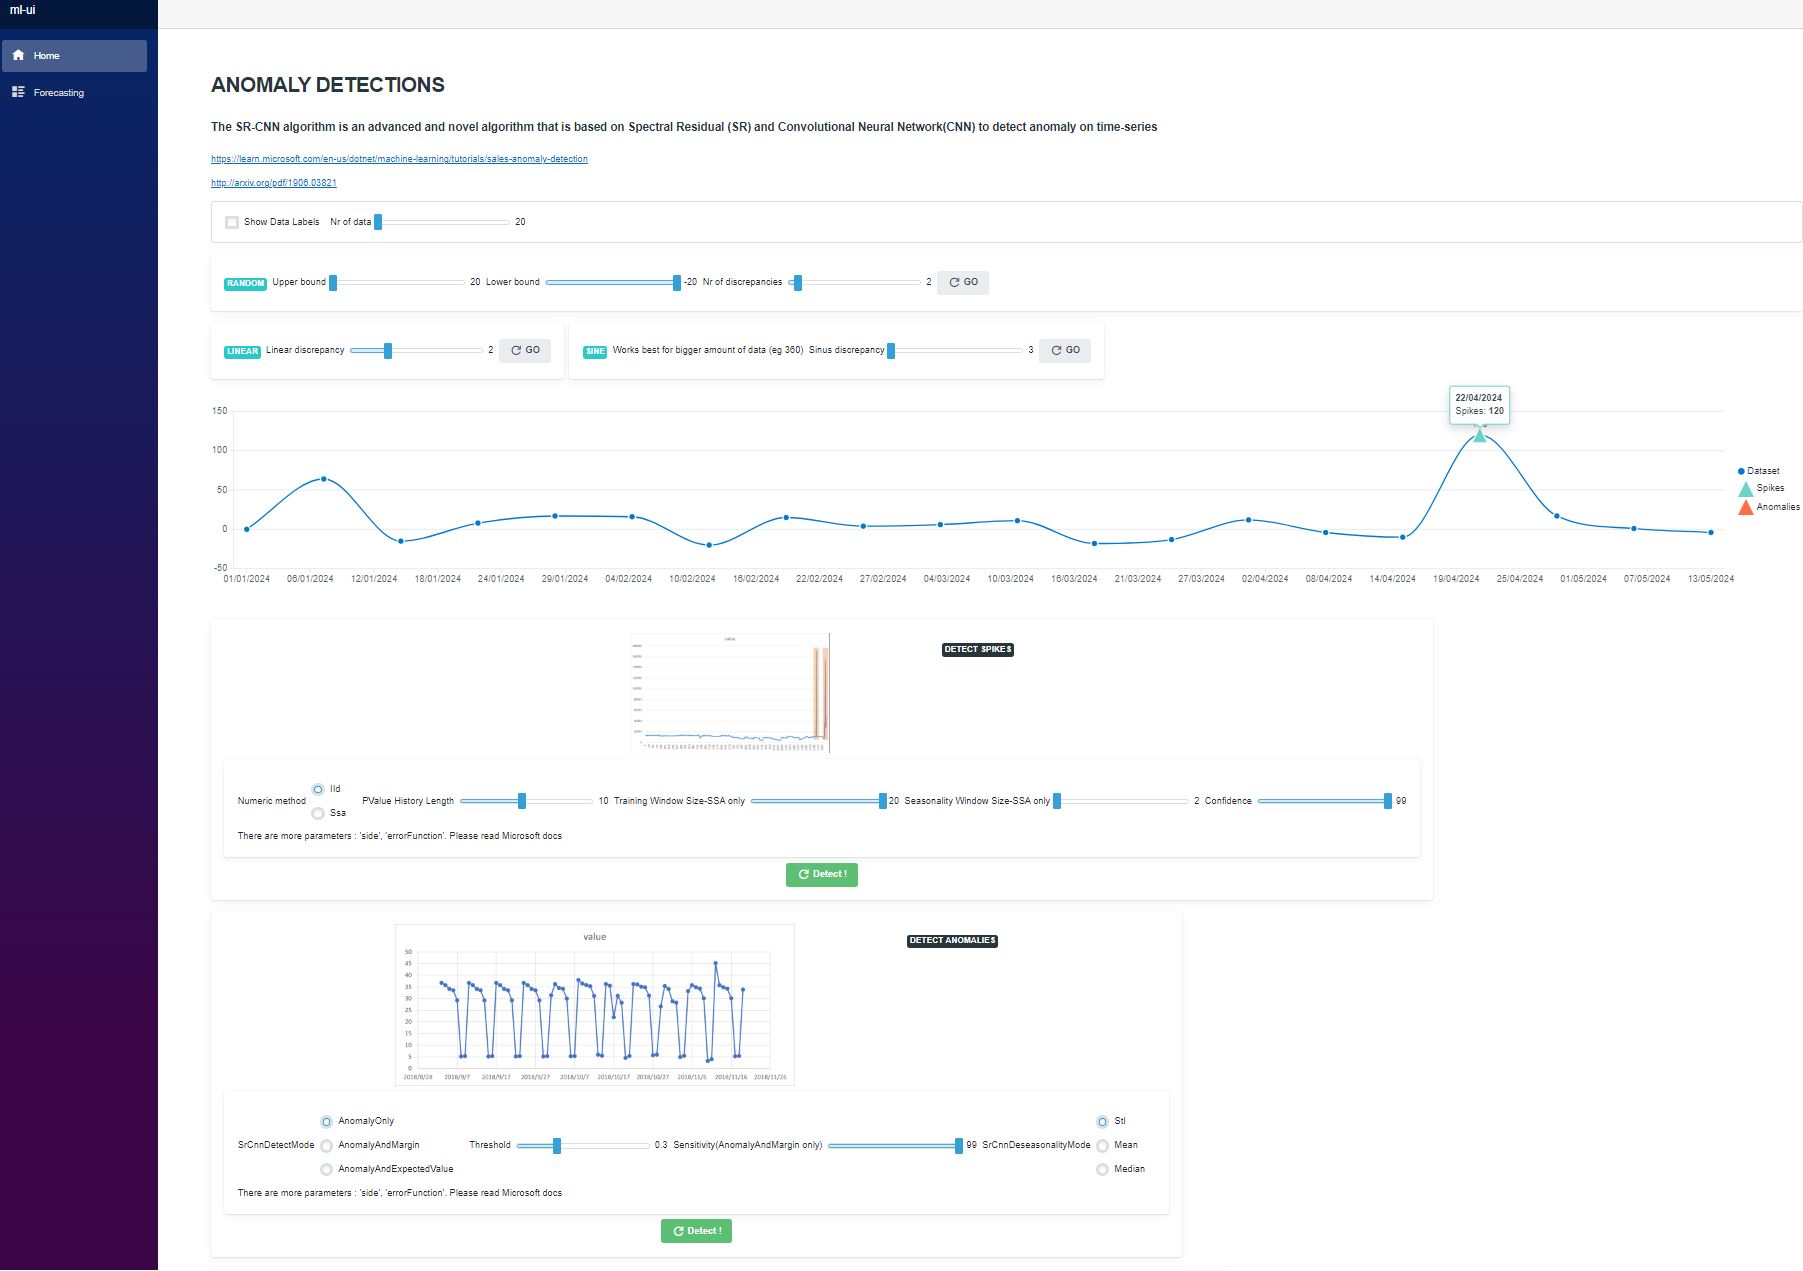 ml-ui
Home
Forecasting
ANOMALY DETECTIONS
The SR-CNN algorithm is an advanced and novel algorithm that is based on Spectral Residual (SR) and Convolutional Neural Network(CNN) to detect anomaly on time-series
https://learn.microsoft.com/en-us/dotnet/machine-learning/tutorials/sales-anomaly-detection
http://arxiv.org/pdf/1906.03821
Show Data Labels Nr of data 20
RANDOM Upper bound 20 Lower bound -20 Nr of discrepancies 2 GO
LINEAR Linear discrepancy 2 GO
SINE Works best for bigger amount of data (eg 360) Sinus discrepancy 3 GO
22/04/2024
Spikes: 120
150
100
50
0
-50
01/01/2024 06/01/2024 12/01/2024 18/01/2024 24/01/2024 29/01/2024 04/02/2024 10/02/2024 16/02/2024 22/02/2024 27/02/2024 04/03/2024 10/03/2024 16/03/2024 21/03/2024 27/03/2024 02/04/2024 08/04/2024 14/04/2024 19/04/2024 25/04/2024 01/05/2024 07/05/2024 13/05/2024
Dataset
Spikes
Anomalies
value
DETECT SPIKES
Numeric method
Iid
Ssa
PValue History Length 10 Training Window Size-SSA only 20 Seasonality Window Size-SSA only 2 Confidence 99
There are more parameters : 'side', 'errorFunction'. Please read Microsoft docs
Detect !
value
50
45
40
35
30
25
20
15
10
5
0
2018/8/28 2018/9/7 2018/9/17 2018/9/27 2018/10/7 2018/10/17 2018/10/27 2018/11/6 2018/11/16 2018/11/26
DETECT ANOMALIES
SrCnnDetectMode
AnomalyOnly
AnomalyAndMargin
AnomalyAndExpectedValue
Threshold 0.3 Sensitivity(AnomalyAndMargin only) 99 SrCnnDeseasonalityMode
Stl
Mean
Median
There are more parameters : 'side', 'errorFunction'. Please read Microsoft docs
Detect !